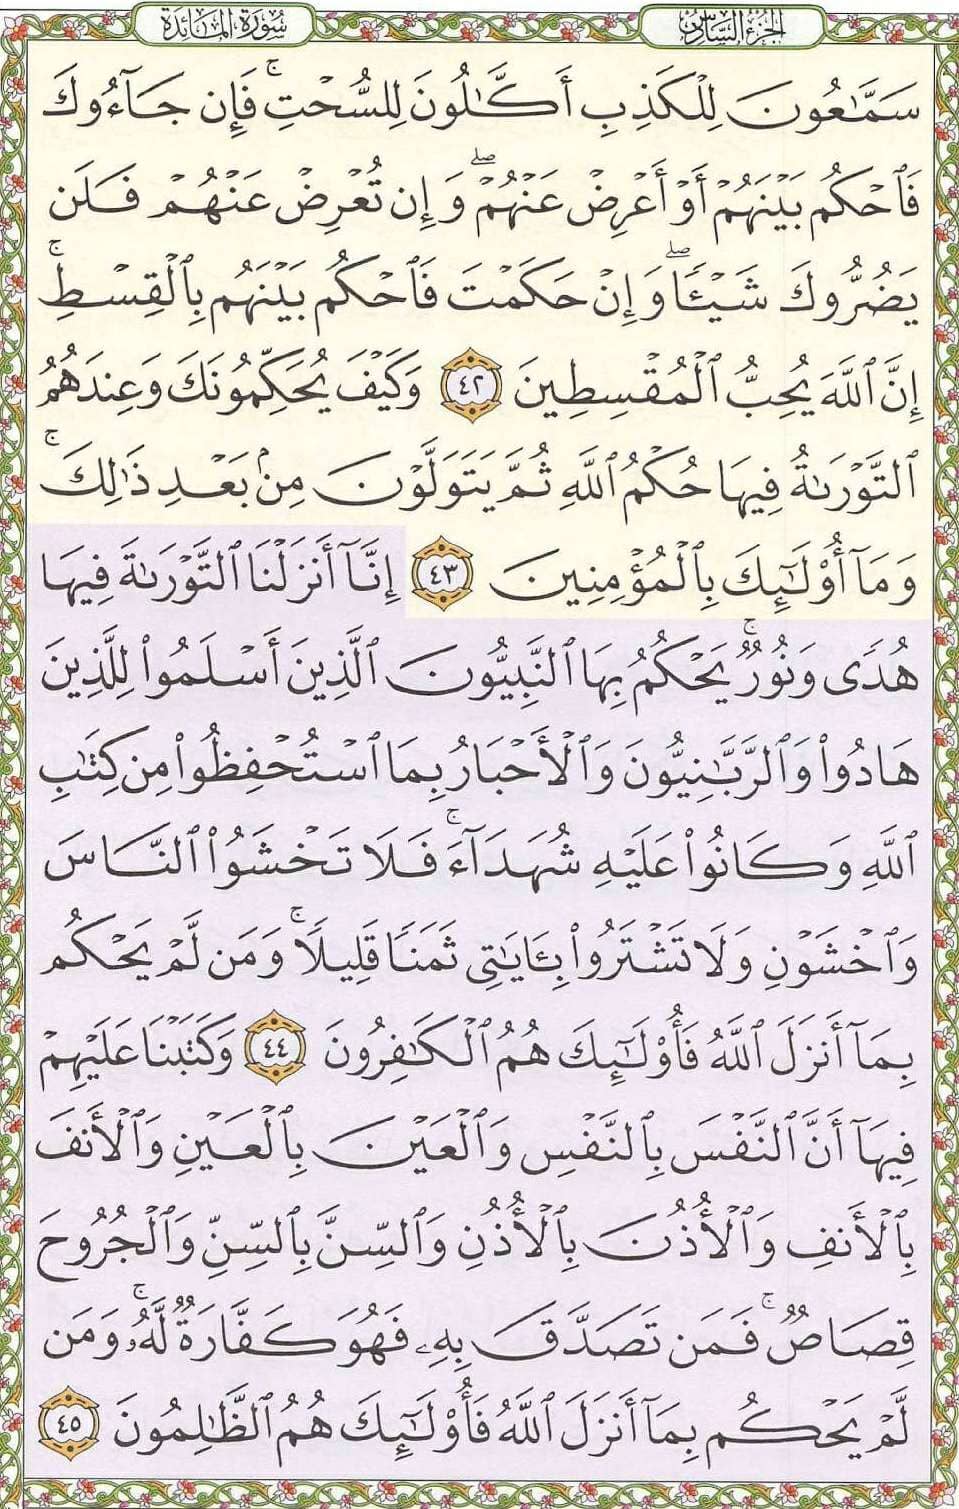 الجزء السادس
سورة المائدة
سَمَّٰعُونَ لِلۡكَذِبِ أَكَّٰلُونَ لِلسُّحۡتِۚ فَإِن جَآءُوكَ
فَٱحۡكُم بَيۡنَهُمۡ أَوۡ أَعۡرِضۡ عَنۡهُمۡۖ وَإِن تُعۡرِضۡ عَنۡهُمۡ فَلَن
يَضُرُّوكَ شَيۡـٔٗاۖ وَإِنۡ حَكَمۡتَ فَٱحۡكُم بَيۡنَهُم بِٱلۡقِسۡطِۚ
إِنَّ ٱللَّهَ يُحِبُّ ٱلۡمُقۡسِطِينَ ٤٢ وَكَيۡفَ يُحَكِّمُونَكَ وَعِندَهُمُ
ٱلتَّوۡرَىٰةُ فِيهَا حُكۡمُ ٱللَّهِ ثُمَّ يَتَوَلَّوۡنَ مِنۢ بَعۡدِ ذَٰلِكَۚ
وَمَآ أُوْلَٰٓئِكَ بِٱلۡمُؤۡمِنِينَ ٤٣ إِنَّآ أَنزَلۡنَا ٱلتَّوۡرَىٰةَ فِيهَا
هُدٗى وَنُورٞۚ يَحۡكُمُ بِهَا ٱلنَّبِيُّونَ ٱلَّذِينَ أَسۡلَمُواْ لِلَّذِينَ
هَادُواْ وَٱلرَّبَّٰنِيُّونَ وَٱلۡأَحۡبَارُ بِمَا ٱسۡتُحۡفِظُواْ مِن كِتَٰبِ
ٱللَّهِ وَكَانُواْ عَلَيۡهِ شُهَدَآءَۚ فَلَا تَخۡشَوُاْ ٱلنَّاسَ
وَٱخۡشَوۡنِ وَلَا تَشۡتَرُواْ بِـَٔايَٰتِي ثَمَنٗا قَلِيلٗاۚ وَمَن لَّمۡ يَحۡكُم
بِمَآ أَنزَلَ ٱللَّهُ فَأُوْلَٰٓئِكَ هُمُ ٱلۡكَٰفِرُونَ ٤٤ وَكَتَبۡنَا عَلَيۡهِمۡ
فِيهَآ أَنَّ ٱلنَّفۡسَ بِٱلنَّفۡسِ وَٱلۡعَيۡنَ بِٱلۡعَيۡنِ وَٱلۡأَنفَ
بِٱلۡأَنفِ وَٱلۡأُذُنَ بِٱلۡأُذُنِ وَٱلسِّنَّ بِٱلسِّنِّ وَٱلۡجُرُوحَ
قِصَاصٞۚ فَمَن تَصَدَّقَ بِهِۦ فَهُوَ كَفَّارَةٞ لَّهُۥۚ وَمَن
لَّمۡ يَحۡكُم بِمَآ أَنزَلَ ٱللَّهُ فَأُوْلَٰٓئِكَ هُمُ ٱلظَّٰلِمُونَ ٤٥